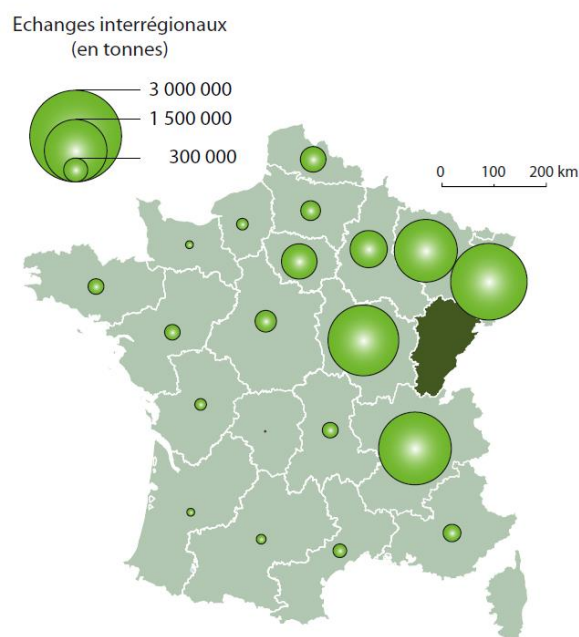 Echanges interrégionaux
(en tonnes)
3 000 000
1 500 000
300 000
0 100 200 km